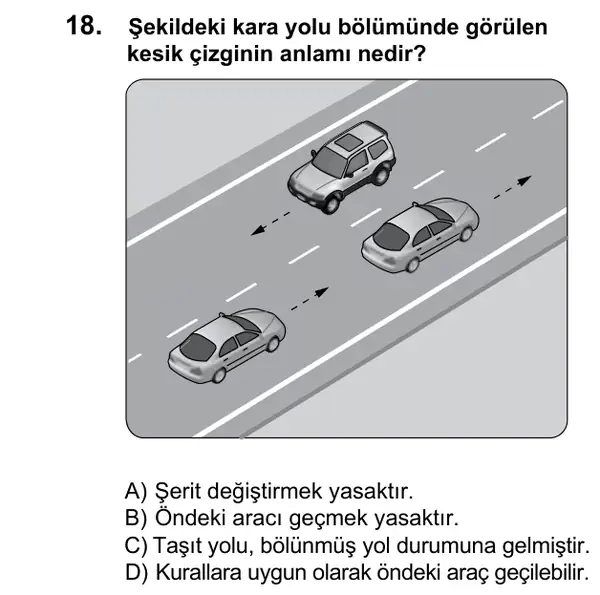 18. Şekildeki kara yolu bölümünde görülen
kesik çizginin anlamı nedir?
A) Şerit değiştirmek yasaktır.
B) Öndeki aracı geçmek yasaktır.
C) Taşıt yolu, bölünmüş yol durumuna gelmiştir.
D) Kurallara uygun olarak öndeki araç geçilebilir.